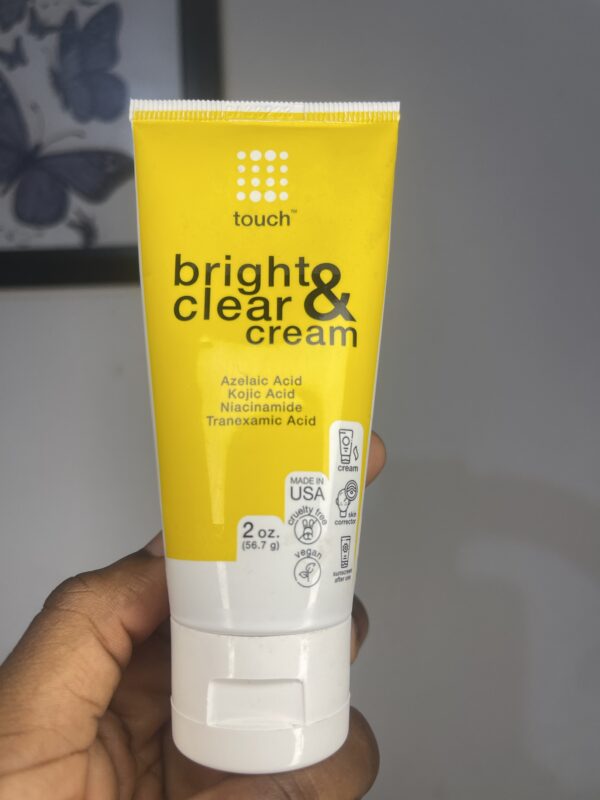 touch™
bright &
clear
cream
Azelaic Acid
Kojic Acid
Niacinamide
Tranexamic Acid
cream
MADE IN
USA
skin
corrector
cruelty free
2 oz.
(56.7 g)
vegan
sunscreen
after use